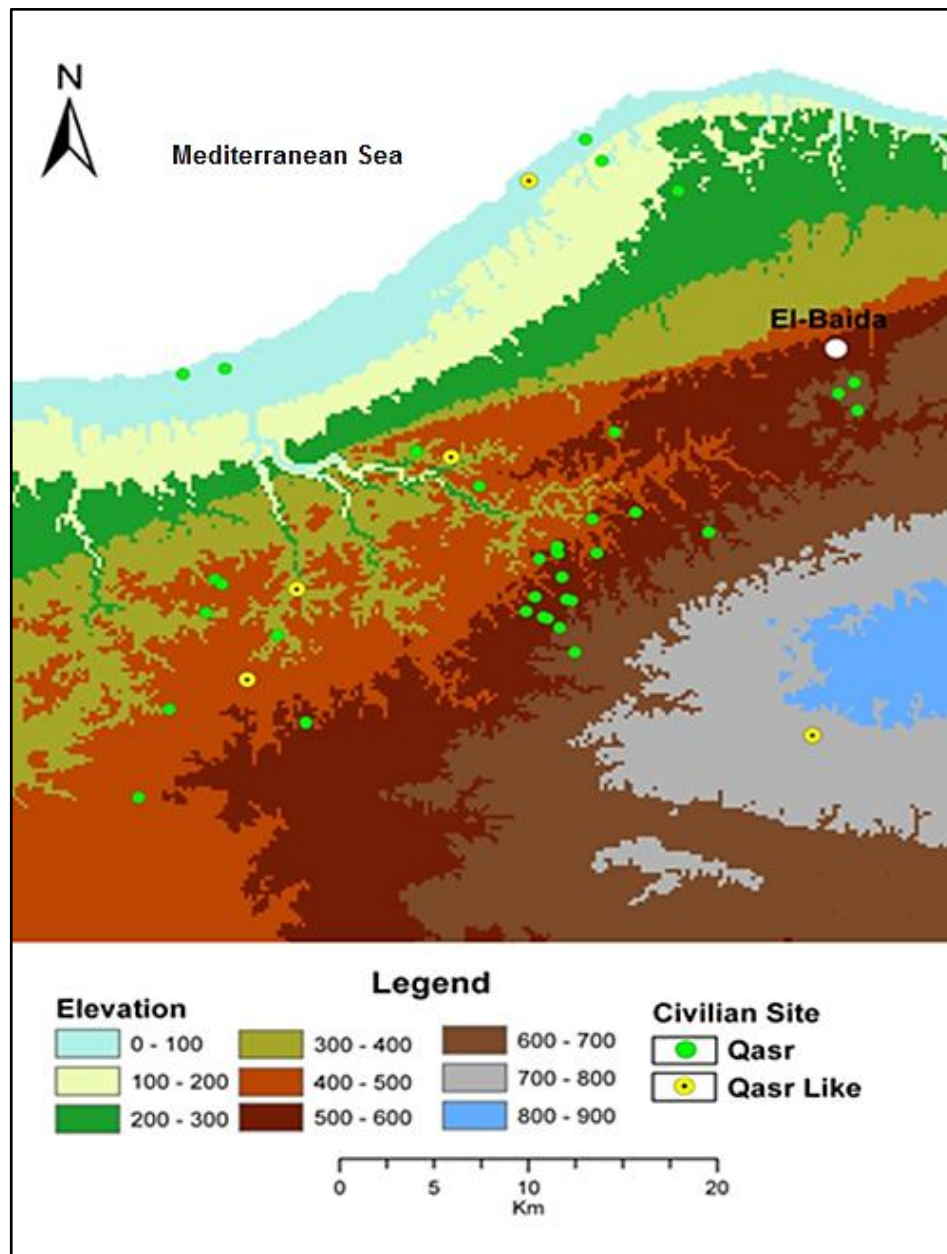 N
Mediterranean Sea
El-Baida
Legend
Elevation
0 - 100
100 - 200
200 - 300
300 - 400
400 - 500
500 - 600
600 - 700
700 - 800
800 - 900
Civilian Site
Qasr
Qasr Like
0 5 10 20
Km